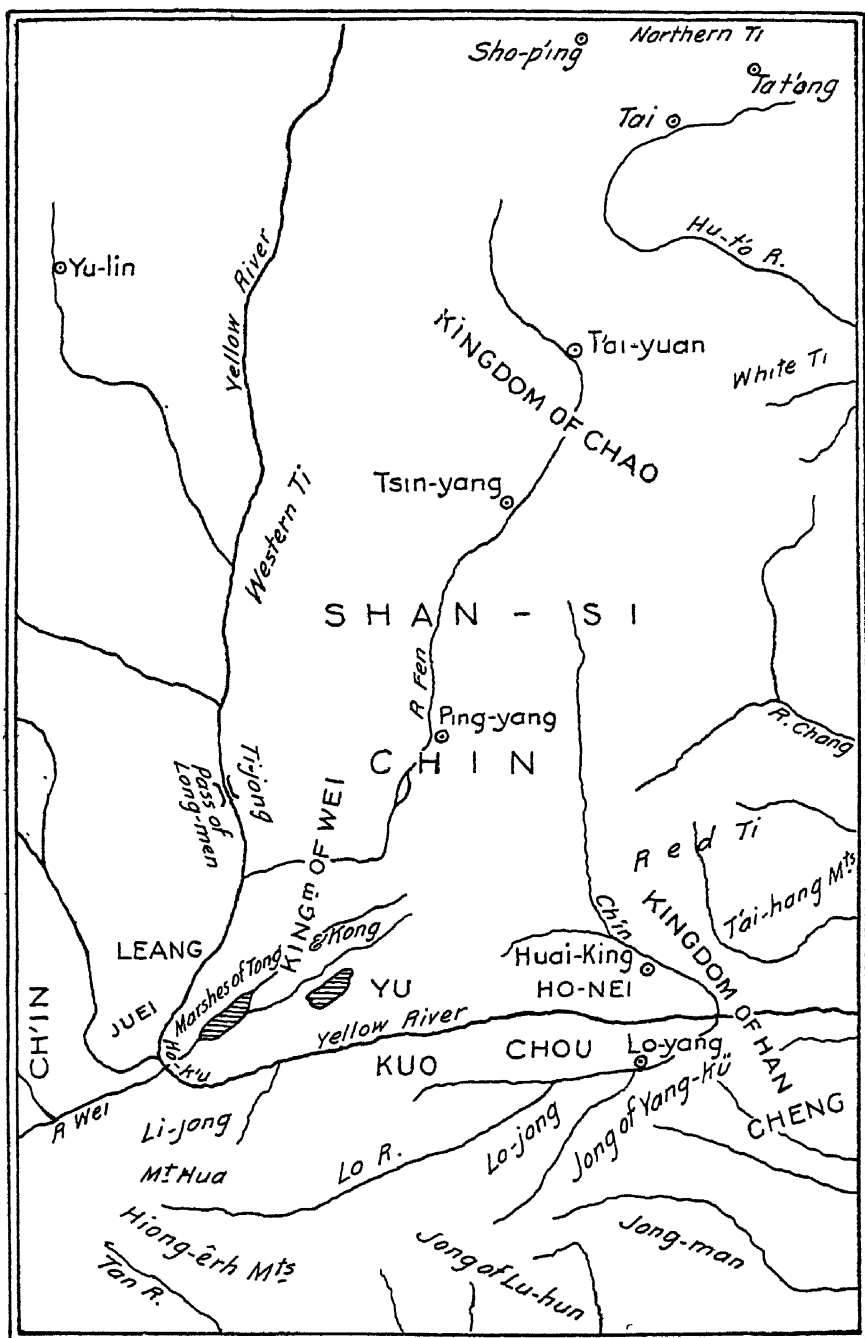 Northern Ti
Sho-p'ing
Ta-t'ong
Tai
Hu-t'o R.
Yu-lin
Yellow River
T'ai-yuan
KINGDOM OF CHAO
White Ti
Tsin-yang
Western Ti
SHAN-SI
R Fen
Ping-yang
R. Chang
CHIN
Ti-jong
Pass of
Long-men
KINGm OF WEI
Red Ti
T'ai-hang Mts
KINGDOM OF HAN
Ch'in
LEANG
Marshes of Tong & Kong
Huai-King
HO-NEI
YU
JUEI
CH'IN
Ho-k'u
Yellow River
KUO
CHOU
Lo-yang
R Wei
Li-jong
Mt Hua
Lo R.
Lo-jong
Jong of Yang-kü
CHENG
Hiong-êrh Mts
Tan R.
Jong of Lu-hun
Jong-man